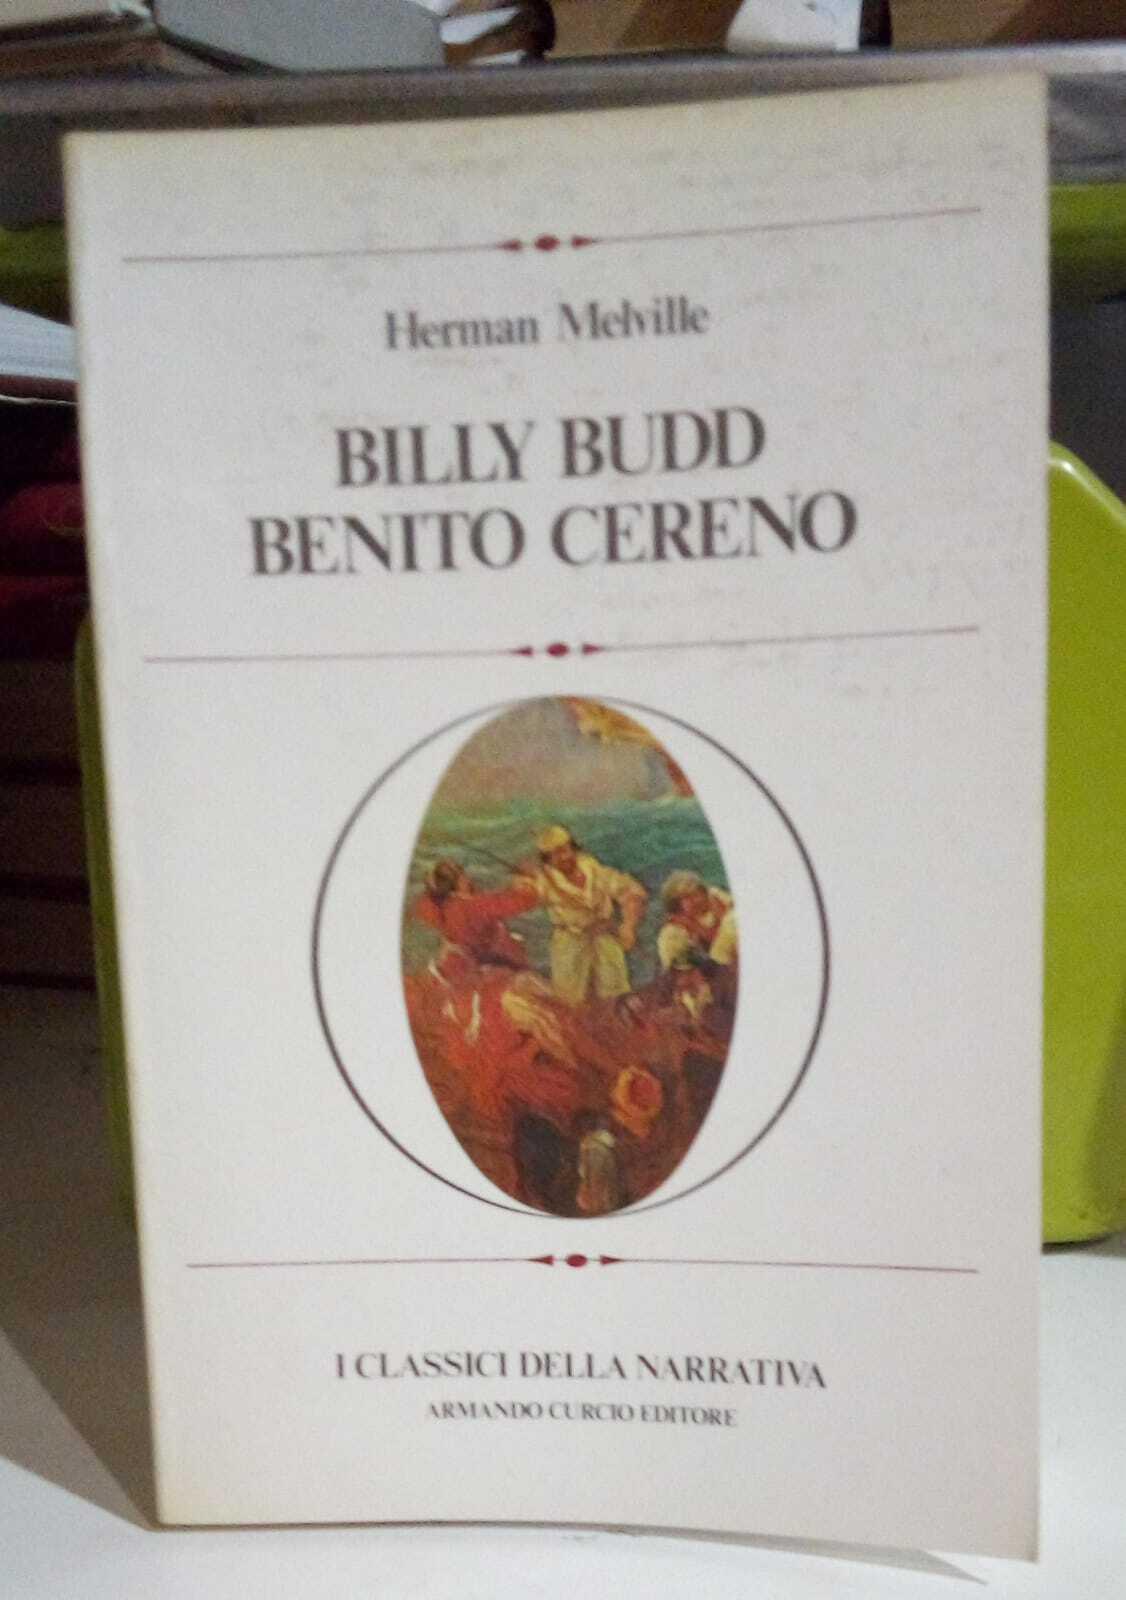 Herman Melville
BILLY BUDD
BENITO CERENO
I CLASSICI DELLA NARRATIVA
ARMANDO CURCIO EDITORE